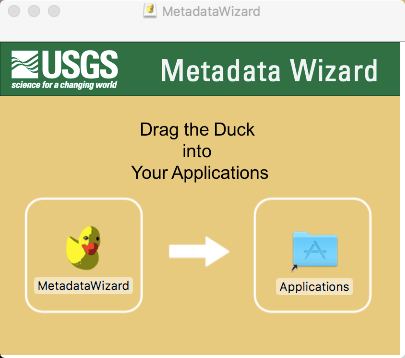 MetadataWizard
USGS
science for a changing world
Metadata Wizard
Drag the Duck
into
Your Applications
MetadataWizard
Applications